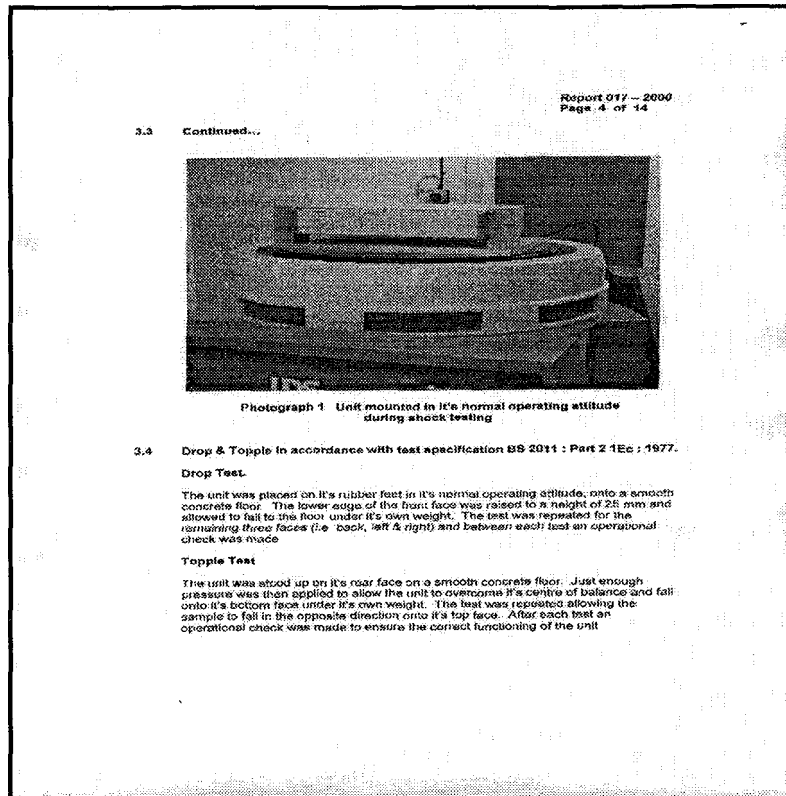 Report 017 – 2000
Page 4 of 14
3.3 Continued...
LDS
Photograph 1 Unit mounted in it's normal operating attitude
during shock testing
3.4 Drop & Topple in accordance with test specification BS 2011 : Part 2 1Ec : 1977.
Drop Test.
The unit was placed on it's rubber feet in it's normal operating attitude, onto a smooth
concrete floor. The lower edge of the front face was raised to a height of 25 mm and
allowed to fall to the floor under it's own weight. The test was repeated for the
remaining three faces (i.e. back, left & right) and between each test an operational
check was made
Topple Test
The unit was stood up on it's rear face on a smooth concrete floor. Just enough
pressure was then applied to allow the unit to overcome it's centre of balance and fall
onto it's bottom face under it's own weight. The test was repeated allowing the
sample to fall in the opposite direction onto it's top face. After each test an
operational check was made to ensure the correct functioning of the unit